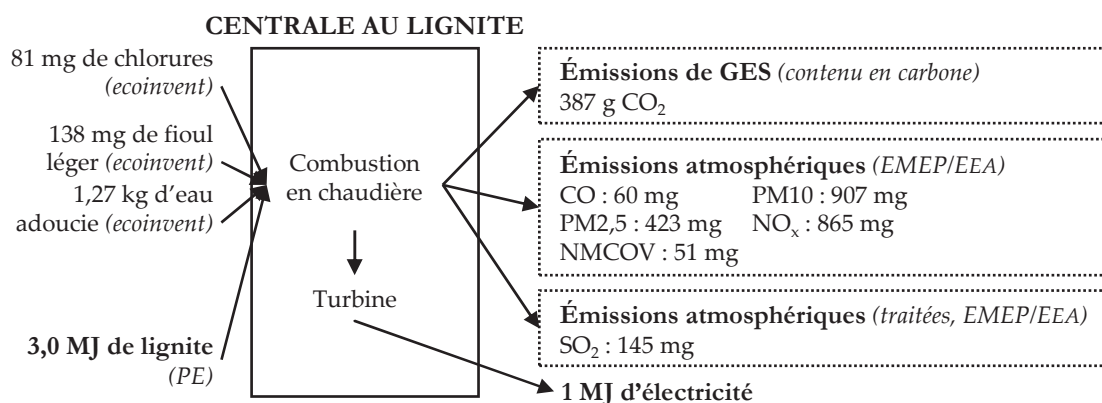 CENTRALE AU LIGNITE
81 mg de chlorures
(ecoinvent)
138 mg de fioul
léger (ecoinvent)
1,27 kg d'eau
adoucie (ecoinvent)
3,0 MJ de lignite
(PE)
Combustion
en chaudière
Turbine
Émissions de GES (contenu en carbone)
387 g CO₂
Émissions atmosphériques (EMEP/EEA)
CO : 60 mg PM10 : 907 mg
PM2,5 : 423 mg NOₓ : 865 mg
NMCOV : 51 mg
Émissions atmosphériques (traitées, EMEP/EEA)
SO₂ : 145 mg
1 MJ d'électricité